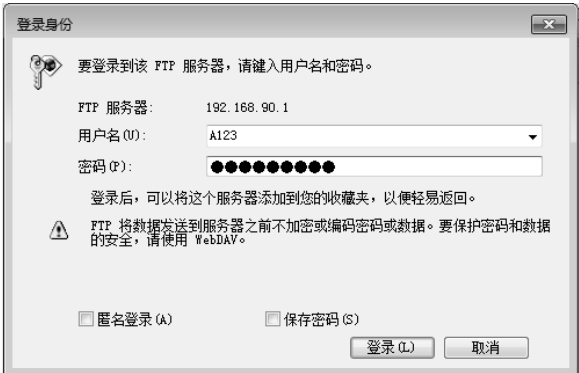 登录身份
要登录到该 FTP 服务器，请键入用户名和密码。
FTP 服务器: 192.168.90.1
用户名(U): A123
密码(P): ●●●●●●●●●
登录后，可以将这个服务器添加到您的收藏夹，以便轻易返回。
FTP 将数据发送到服务器之前不加密或编码密码或数据。要保护密码和数据
的安全，请使用 WebDAV。
匿名登录(A) 保存密码(S)
登录(L) 取消